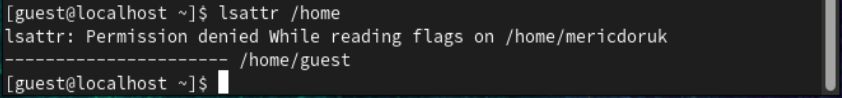 [guest@localhost ~]$ lsattr /home
lsattr: Permission denied While reading flags on /home/mericdoruk
---------------------- /home/guest
[guest@localhost ~]$